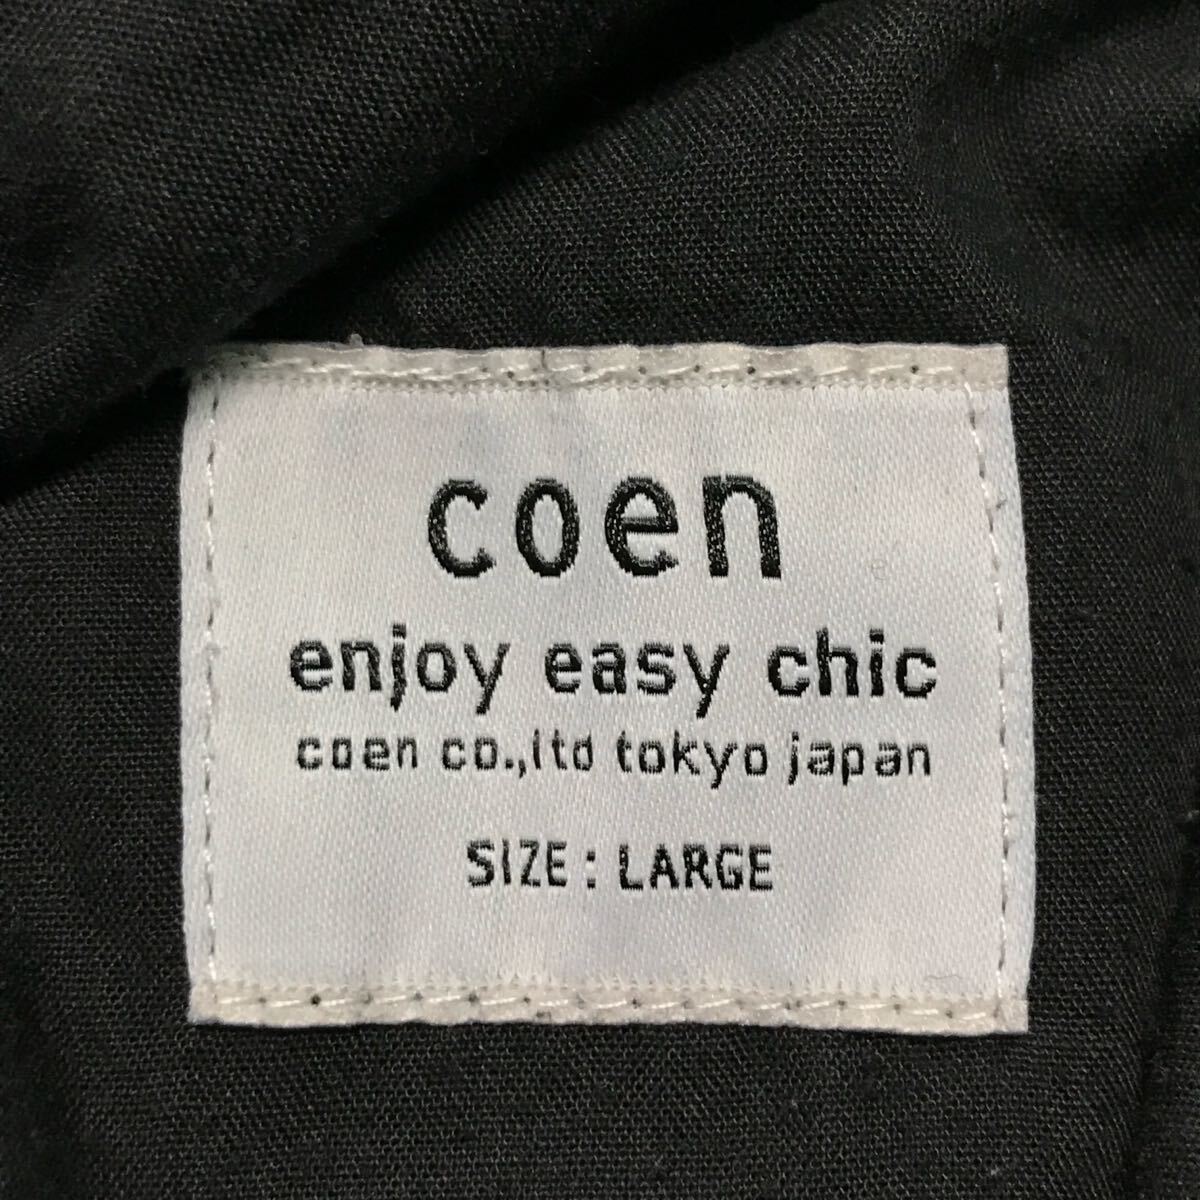 coen
enjoy easy chic
coen co.,ltd tokyo japan
SIZE : LARGE